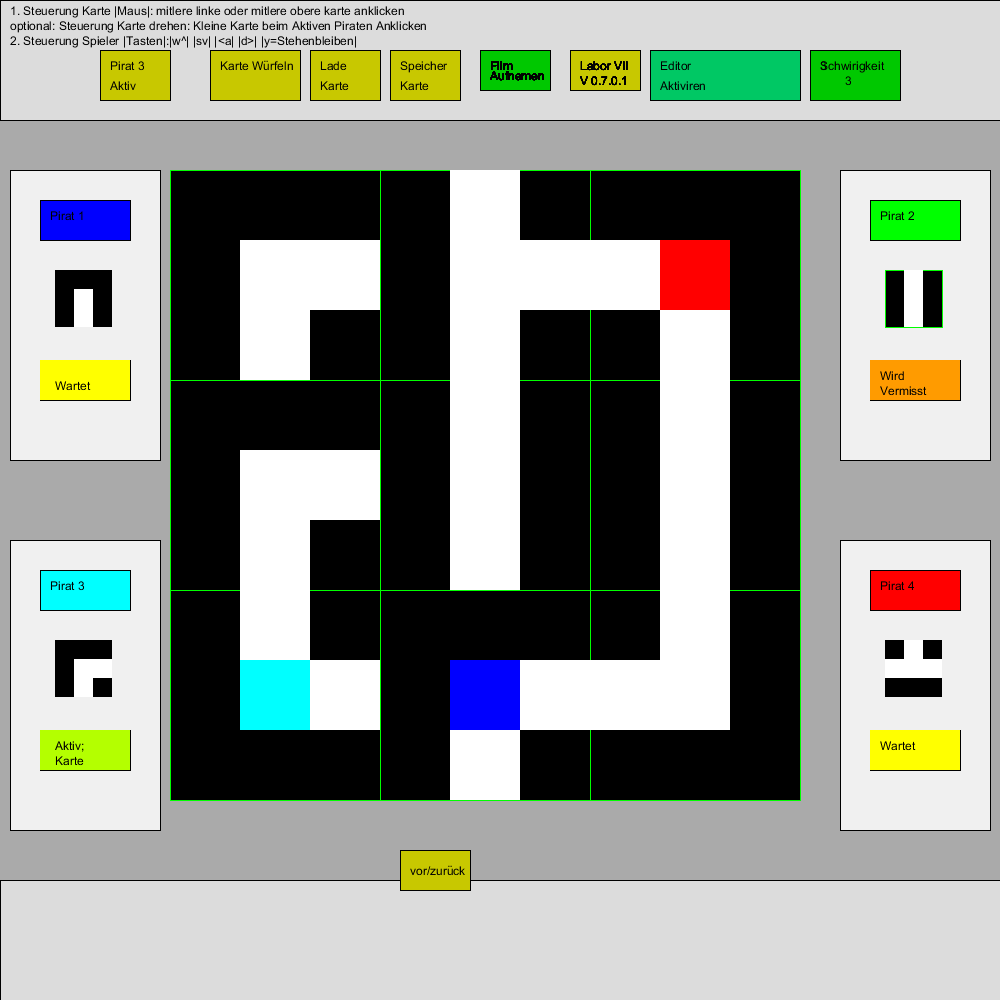 1. Steuerung Karte |Maus|: mitlere linke oder mitlere obere karte anklicken
optional: Steuerung Karte drehen: Kleine Karte beim Aktiven Piraten Anklicken
2. Steuerung Spieler |Tasten|:|w^| |sv| |<a| |d>| |y=Stehenbleiben|
Pirat 3
Aktiv
Karte Würfeln
Lade
Karte
Speicher
Karte
Film
Aufnemen
Labor VII
V 0.7.0.1
Editor
Aktiviren
Schwirigkeit
3
Pirat 1
Wartet
Pirat 2
Wird
Vermisst
Pirat 3
Aktiv;
Karte
Pirat 4
Wartet
vor/zurück